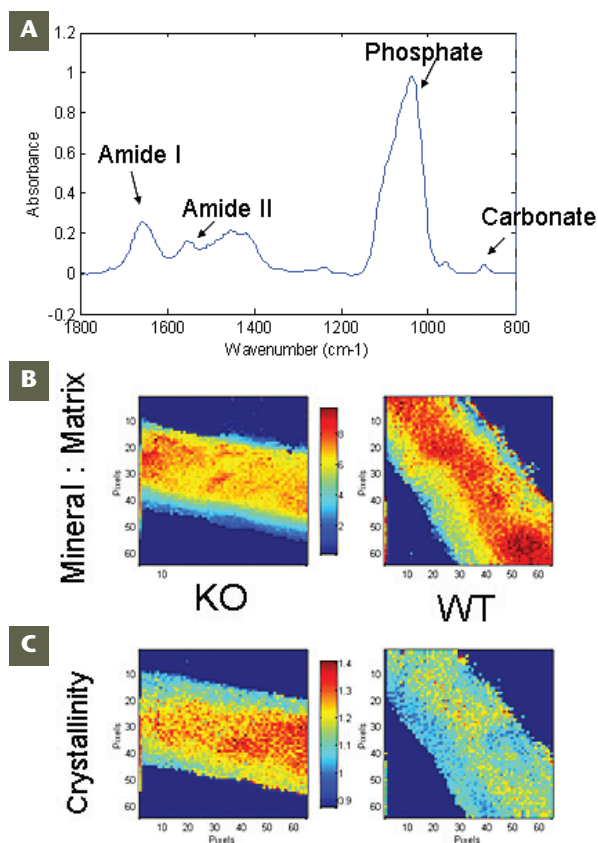 A
1.2
1
0.8
0.6
0.4
0.2
0
-0.2
Absorbance
Phosphate
Amide I
Amide II
Carbonate
1800 1600 1400 1200 1000 800
Wavenumber (cm-1)
B
Mineral : Matrix
Pixels
10
20
30
40
50
60
10
KO
8
6
4
2
Pixels
10
20
30
40
50
60
10 20 30 40 50 60
WT
C
Crystallinity
Pixels
10
20
30
40
50
60
10 20 30 40 50 60
Pixels
1.4
1.3
1.2
1.1
1
0.9
Pixels
10
20
30
40
50
60
10 20 30 40 50 60
Pixels